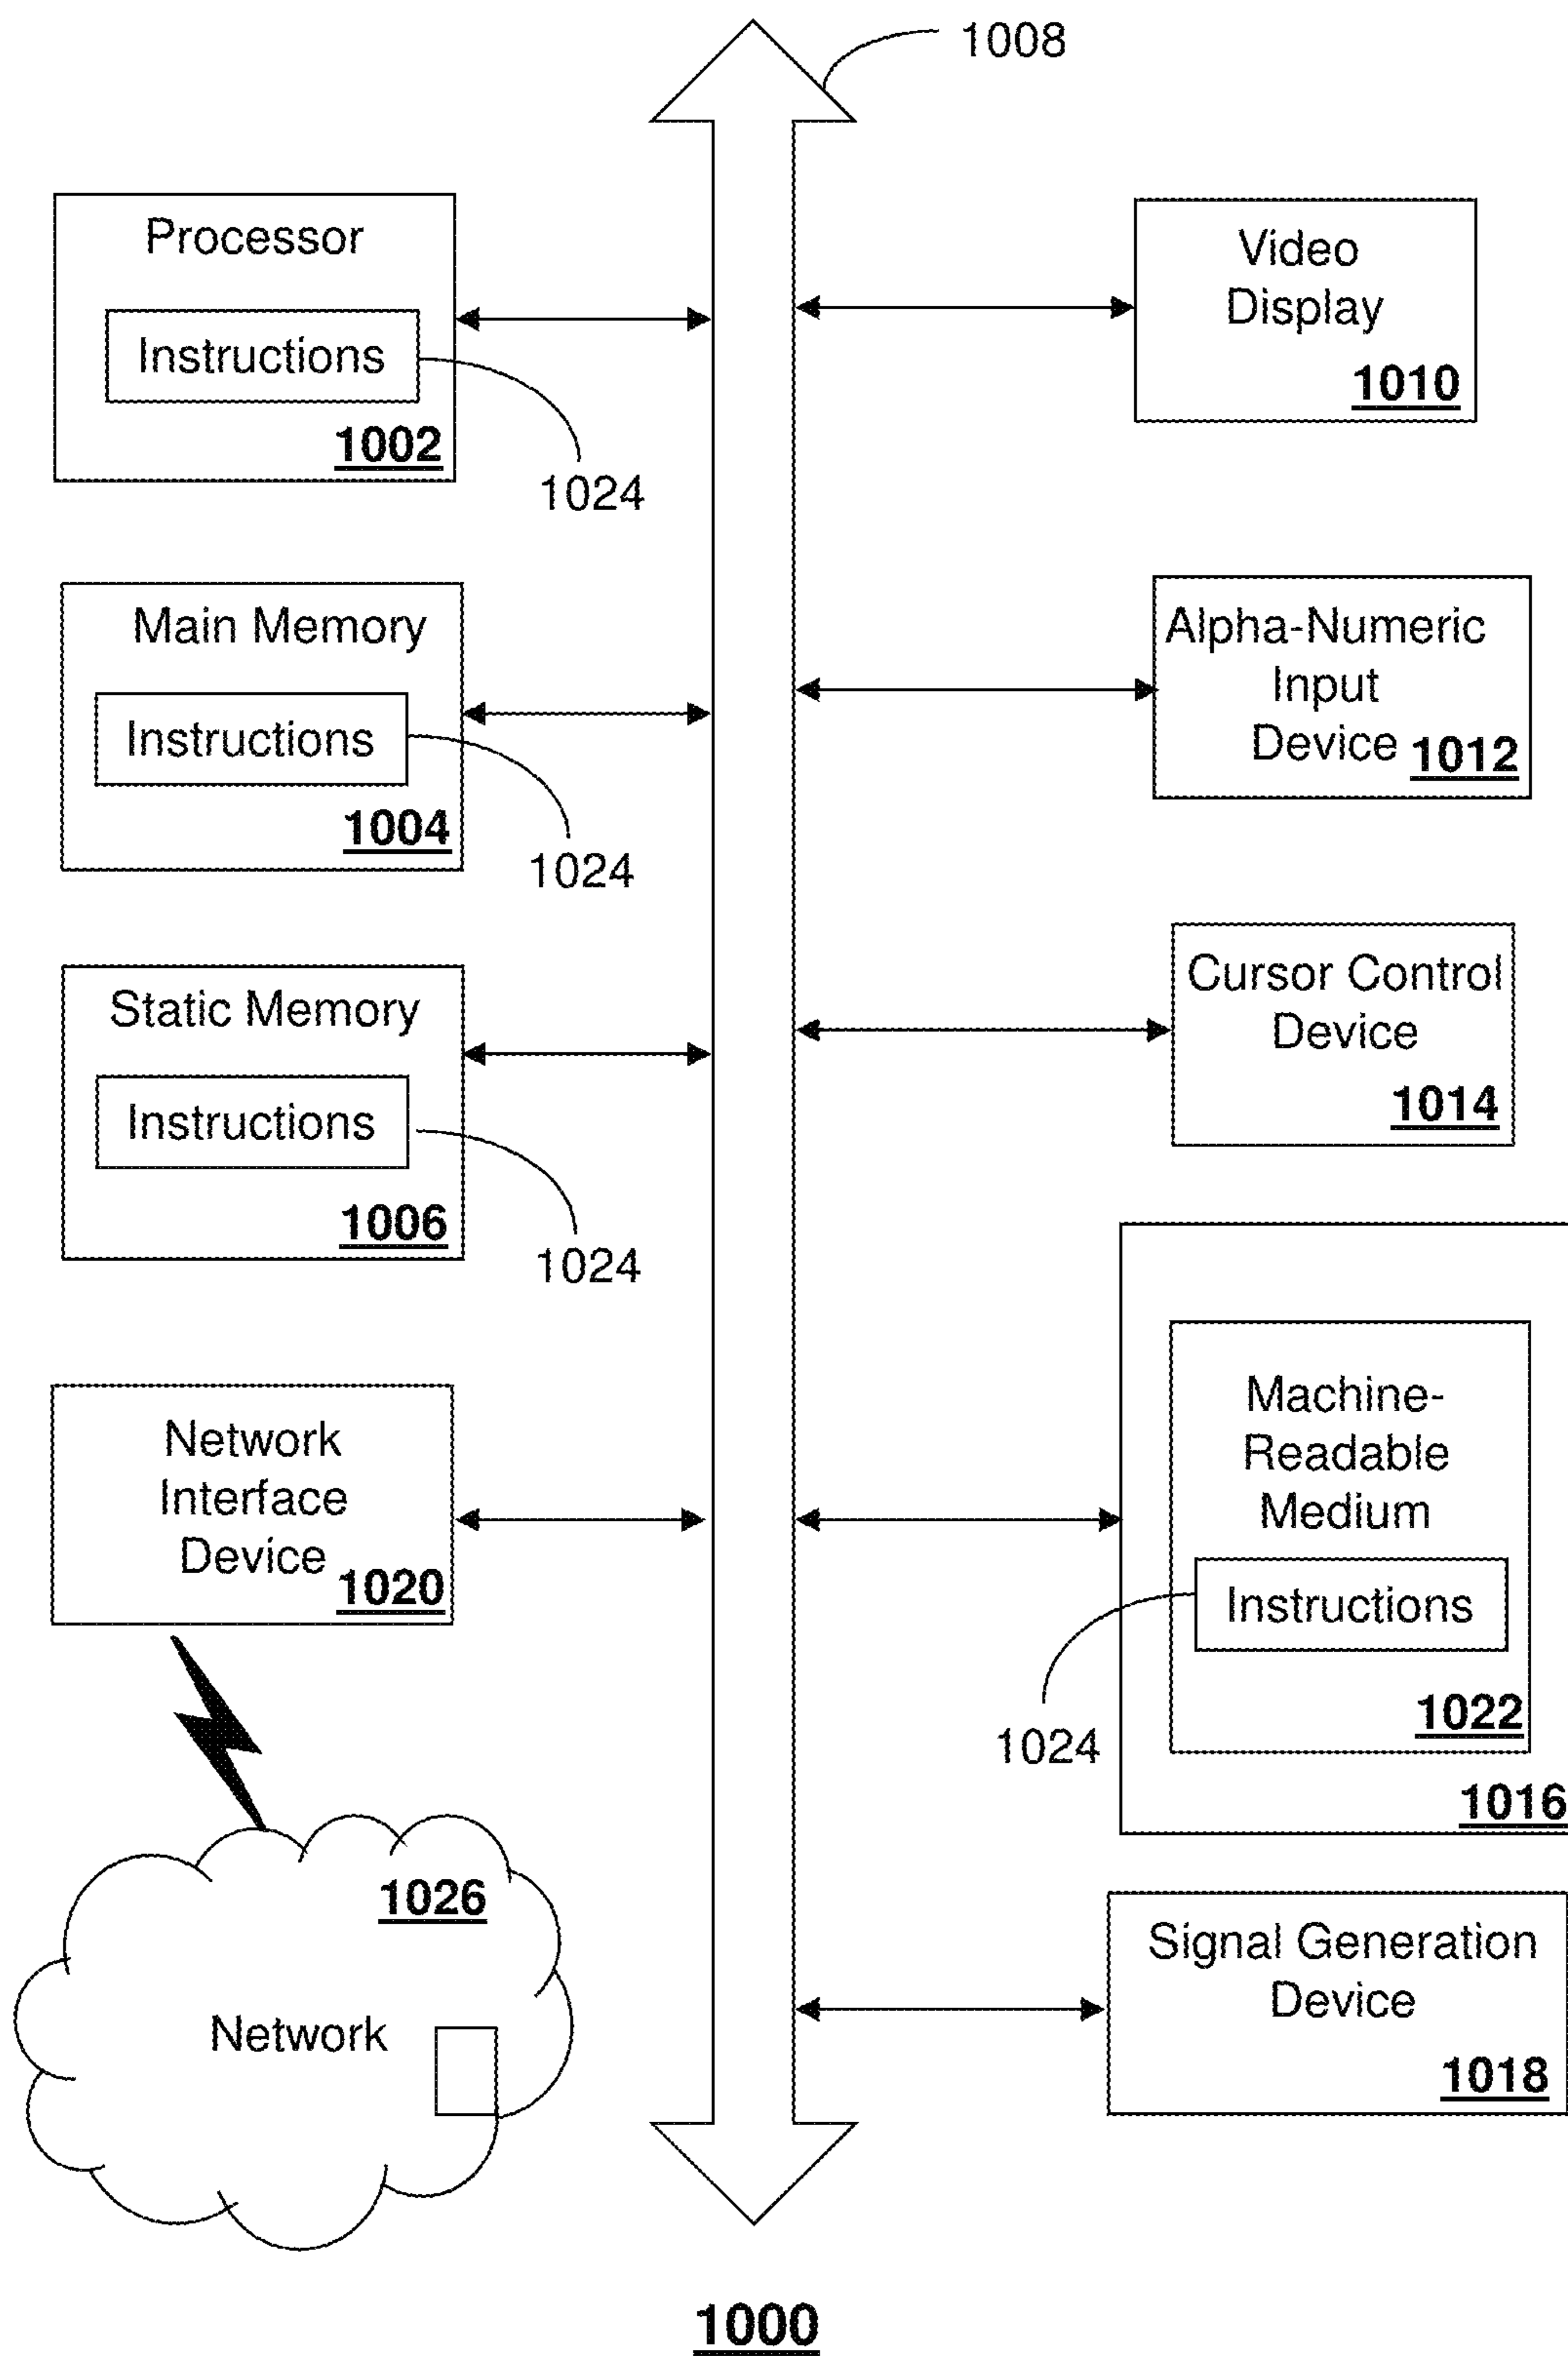 1008
Processor
Instructions
1002
1024
Main Memory
Instructions
1004
1024
Static Memory
Instructions
1006
1024
Network
Interface
Device
1020
1026
Network
Video
Display
1010
Alpha-Numeric
Input
Device 1012
Cursor Control
Device
1014
Machine-
Readable
Medium
Instructions
1022
1024
1016
Signal Generation
Device
1018
1000